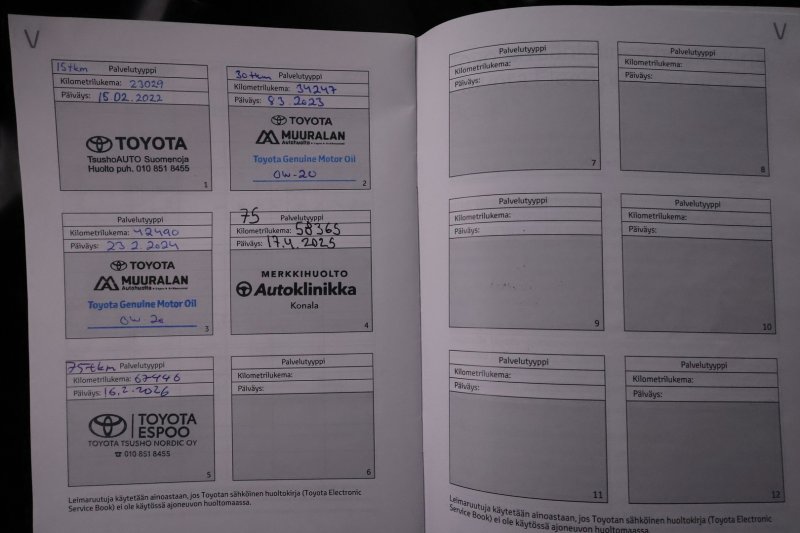 V
15tkm Palvelutyyppi
Kilometrilukema: 23029
Päiväys: 15.02.2022
TOYOTA
TsushoAUTO Suomenoja
Huolto puh. 010 851 8455
1
30tkm Palvelutyyppi
Kilometrilukema: 34247
Päiväys: 8 3. 2023
TOYOTA
MUURALAN
Autohuolto
Toyota Genuine Motor Oil
0W-20
2
Palvelutyyppi
Kilometrilukema: 42490
Päiväys: 23 2. 2024
TOYOTA
MUURALAN
Autohuolto
Toyota Genuine Motor Oil
0W-20
3
75 Palvelutyyppi
Kilometrilukema: 58365
Päiväys: 17.4.2025
MERKKIHUOLTO
Autoklinikka
Konala
4
75tkm Palvelutyyppi
Kilometrilukema: 67446
Päiväys: 16.2.2026
TOYOTA
ESPOO
TOYOTA TSUSHO NORDIC OY
☎ 010 851 8455
5
Palvelutyyppi
Kilometrilukema:
Päiväys:
6
Leimaruutuja käytetään ainoastaan, jos Toyotan sähköinen huoltokirja (Toyota Electronic
Service Book) ei ole käytössä ajoneuvon huoltomaassa.
V
Palvelutyyppi
Kilometrilukema:
Päiväys:
7
Palvelutyyppi
Kilometrilukema:
Päiväys:
8
Palvelutyyppi
Kilometrilukema:
Päiväys:
9
Palvelutyyppi
Kilometrilukema:
Päiväys:
10
Palvelutyyppi
Kilometrilukema:
Päiväys:
11
Palvelutyyppi
Kilometrilukema:
Päiväys:
12
Leimaruutuja käytetään ainoastaan, jos Toyotan sähköinen huoltokirja (Toyota Electronic
Service Book) ei ole käytössä ajoneuvon huoltomaassa.